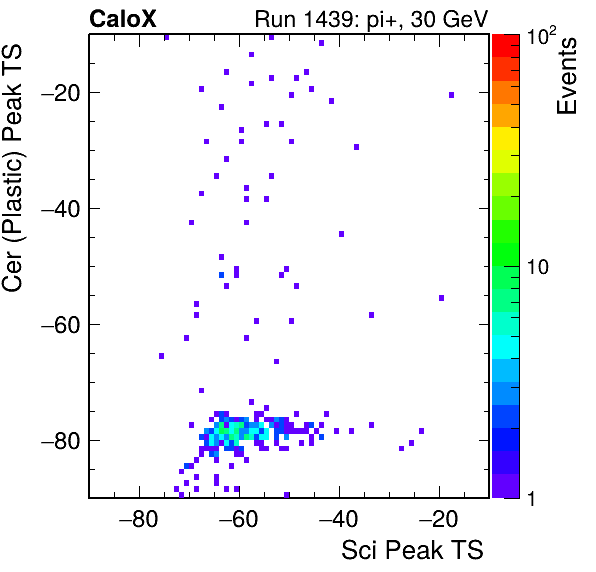 CaloX Run 1439: pi+, 30 GeV
Cer (Plastic) Peak TS
−20
−40
−60
−80
−80 −60 −40 −20
Sci Peak TS
10²
10
1
Events